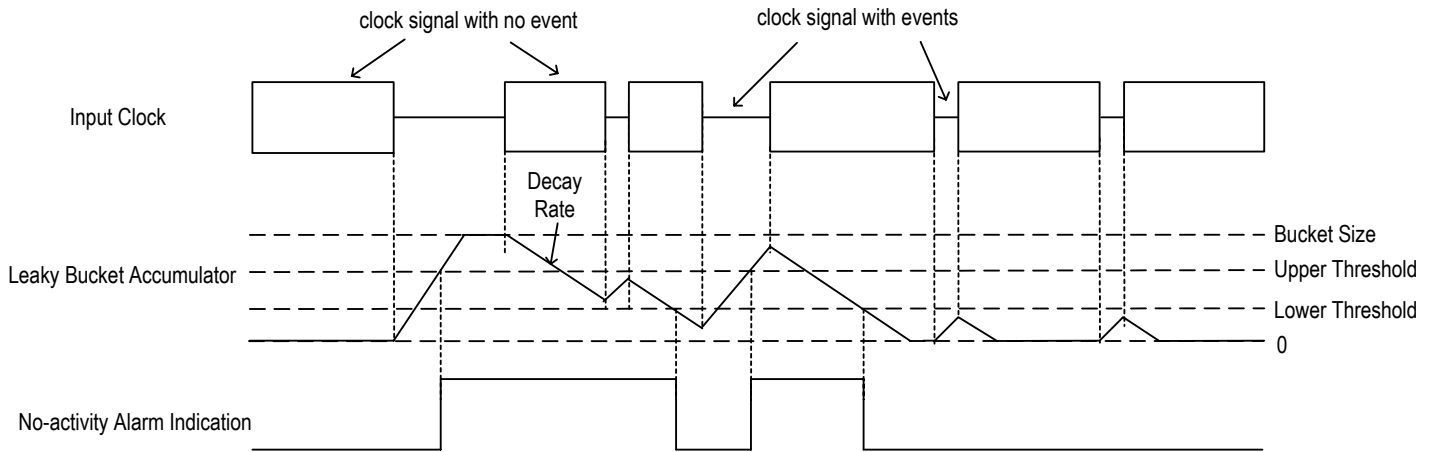 clock signal with no event
clock signal with events
Input Clock
Decay
Rate
Bucket Size
Upper Threshold
Leaky Bucket Accumulator
Lower Threshold
0
No-activity Alarm Indication